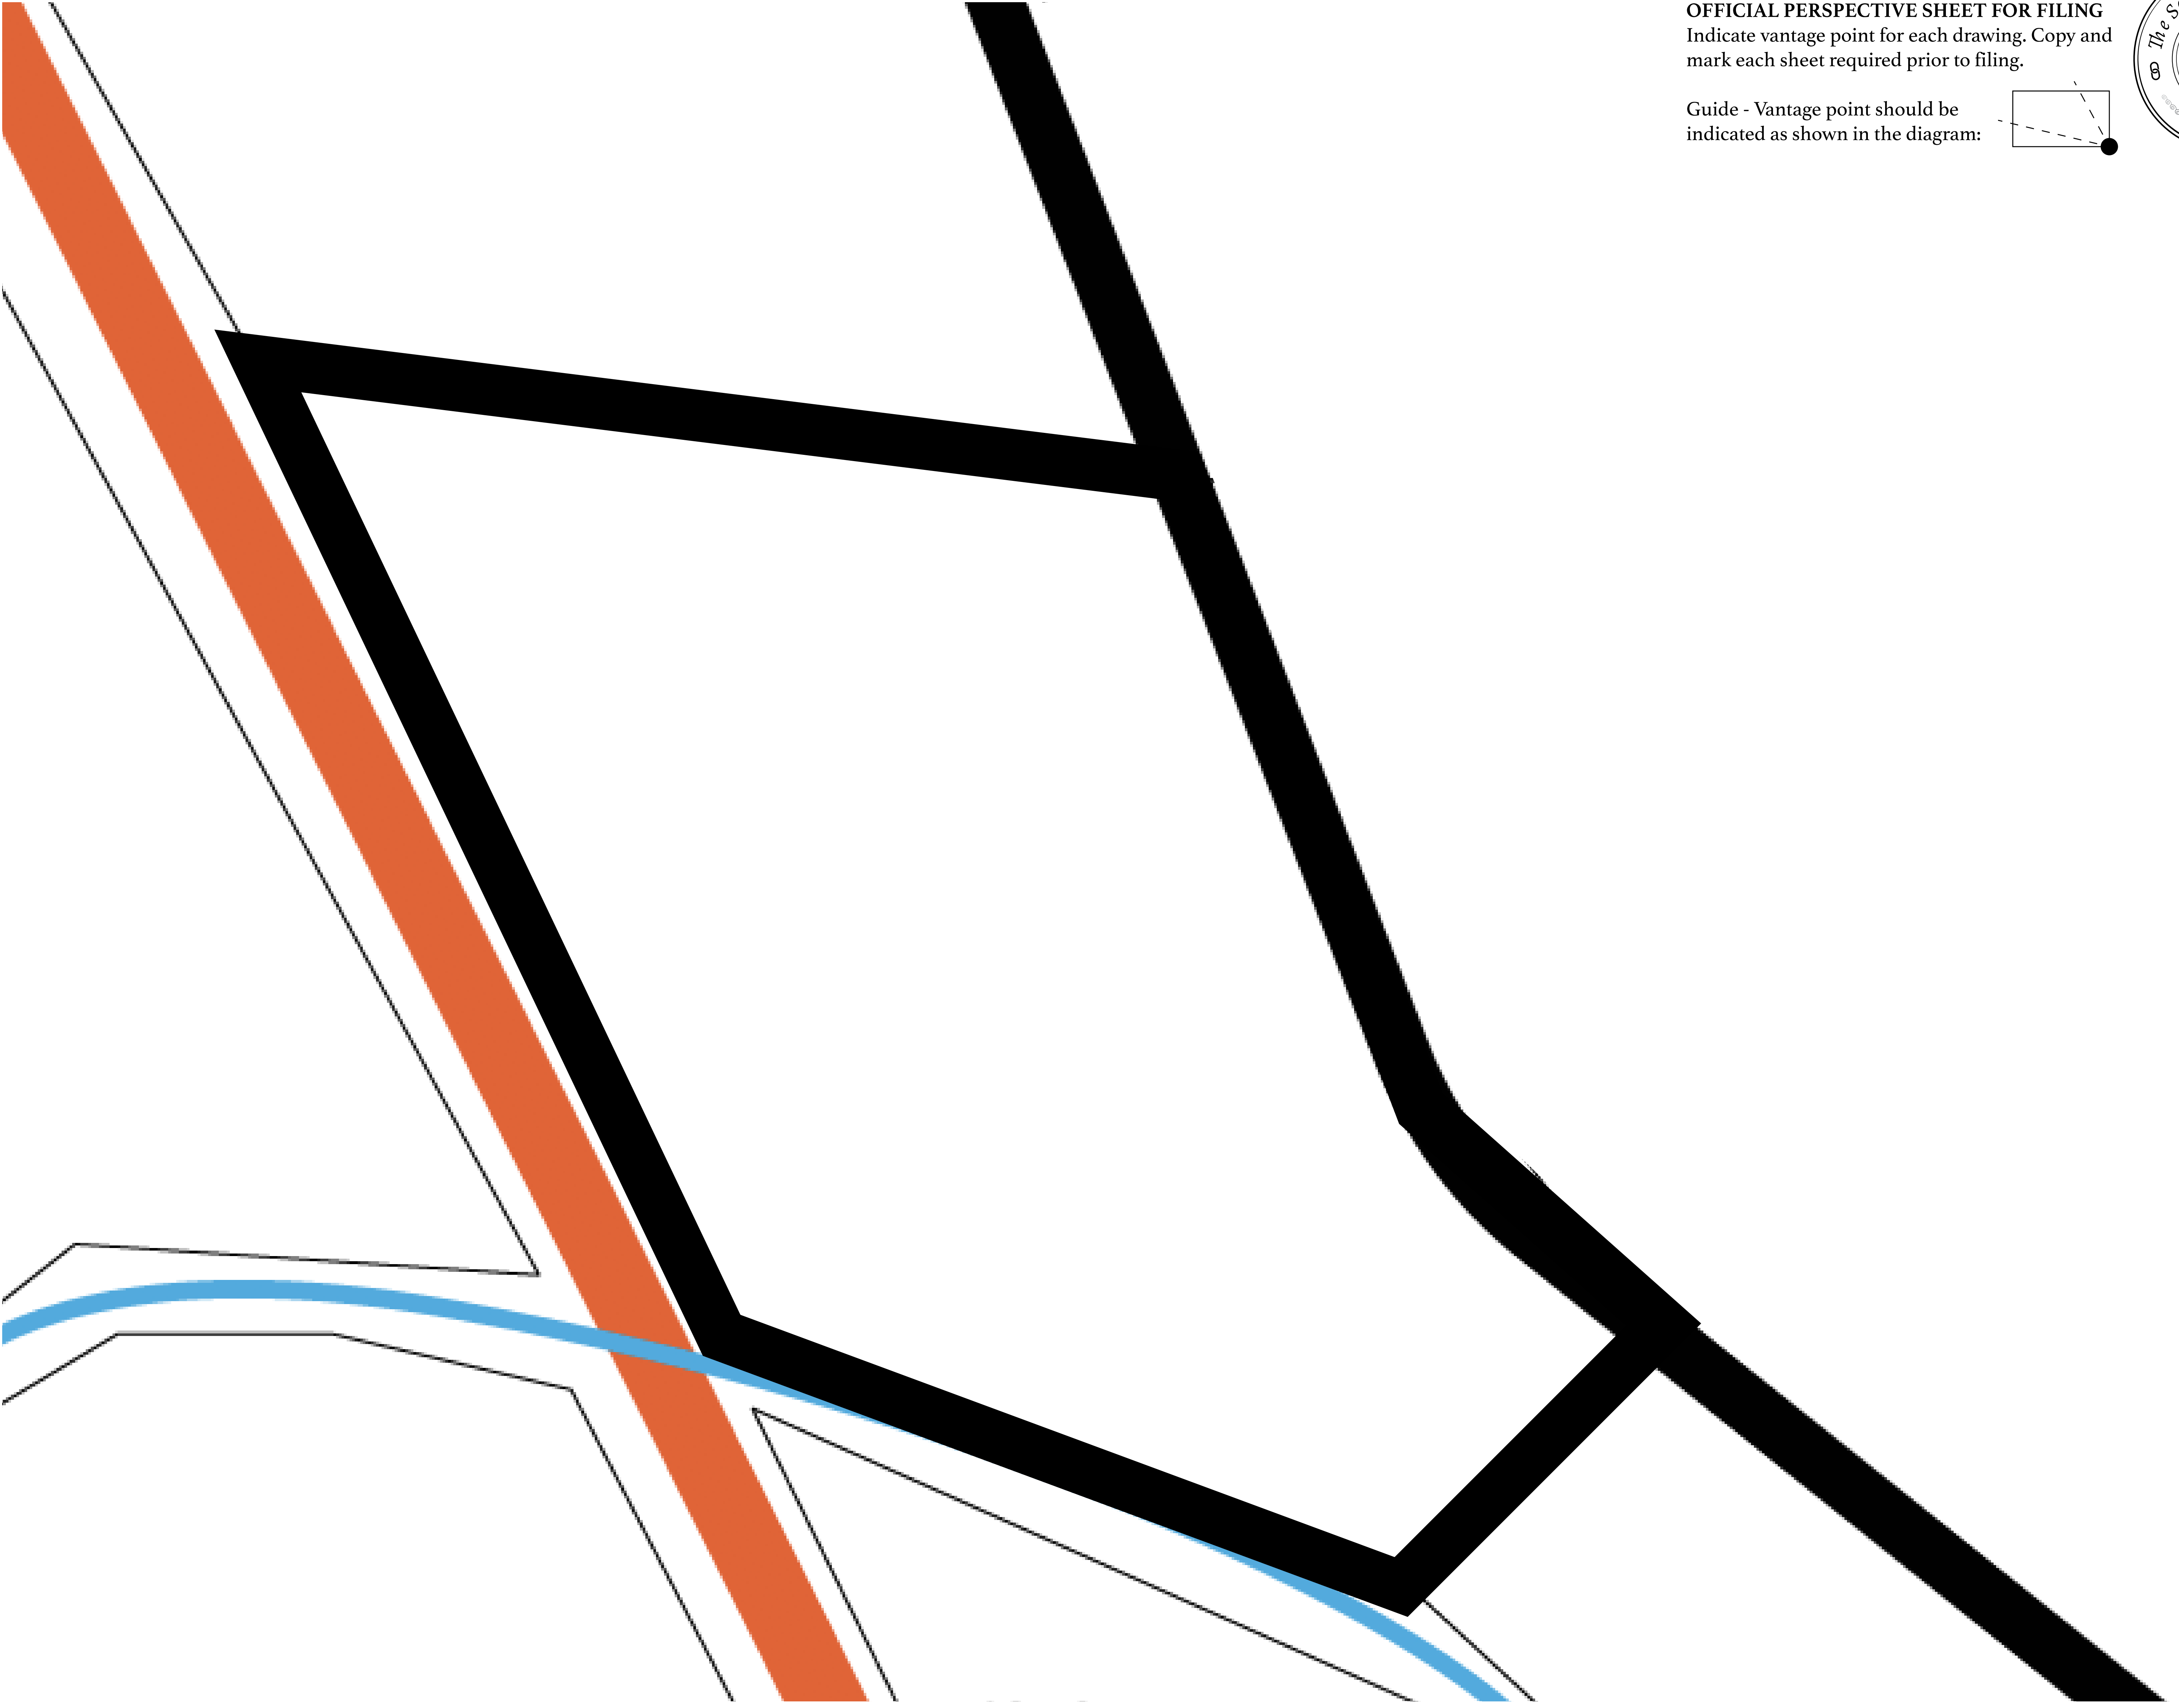 OFFICIAL PERSPECTIVE SHEET FOR FILING
Indicate vantage point for each drawing. Copy and
mark each sheet required prior to filing.
Guide - Vantage point should be
indicated as shown in the diagram:
The